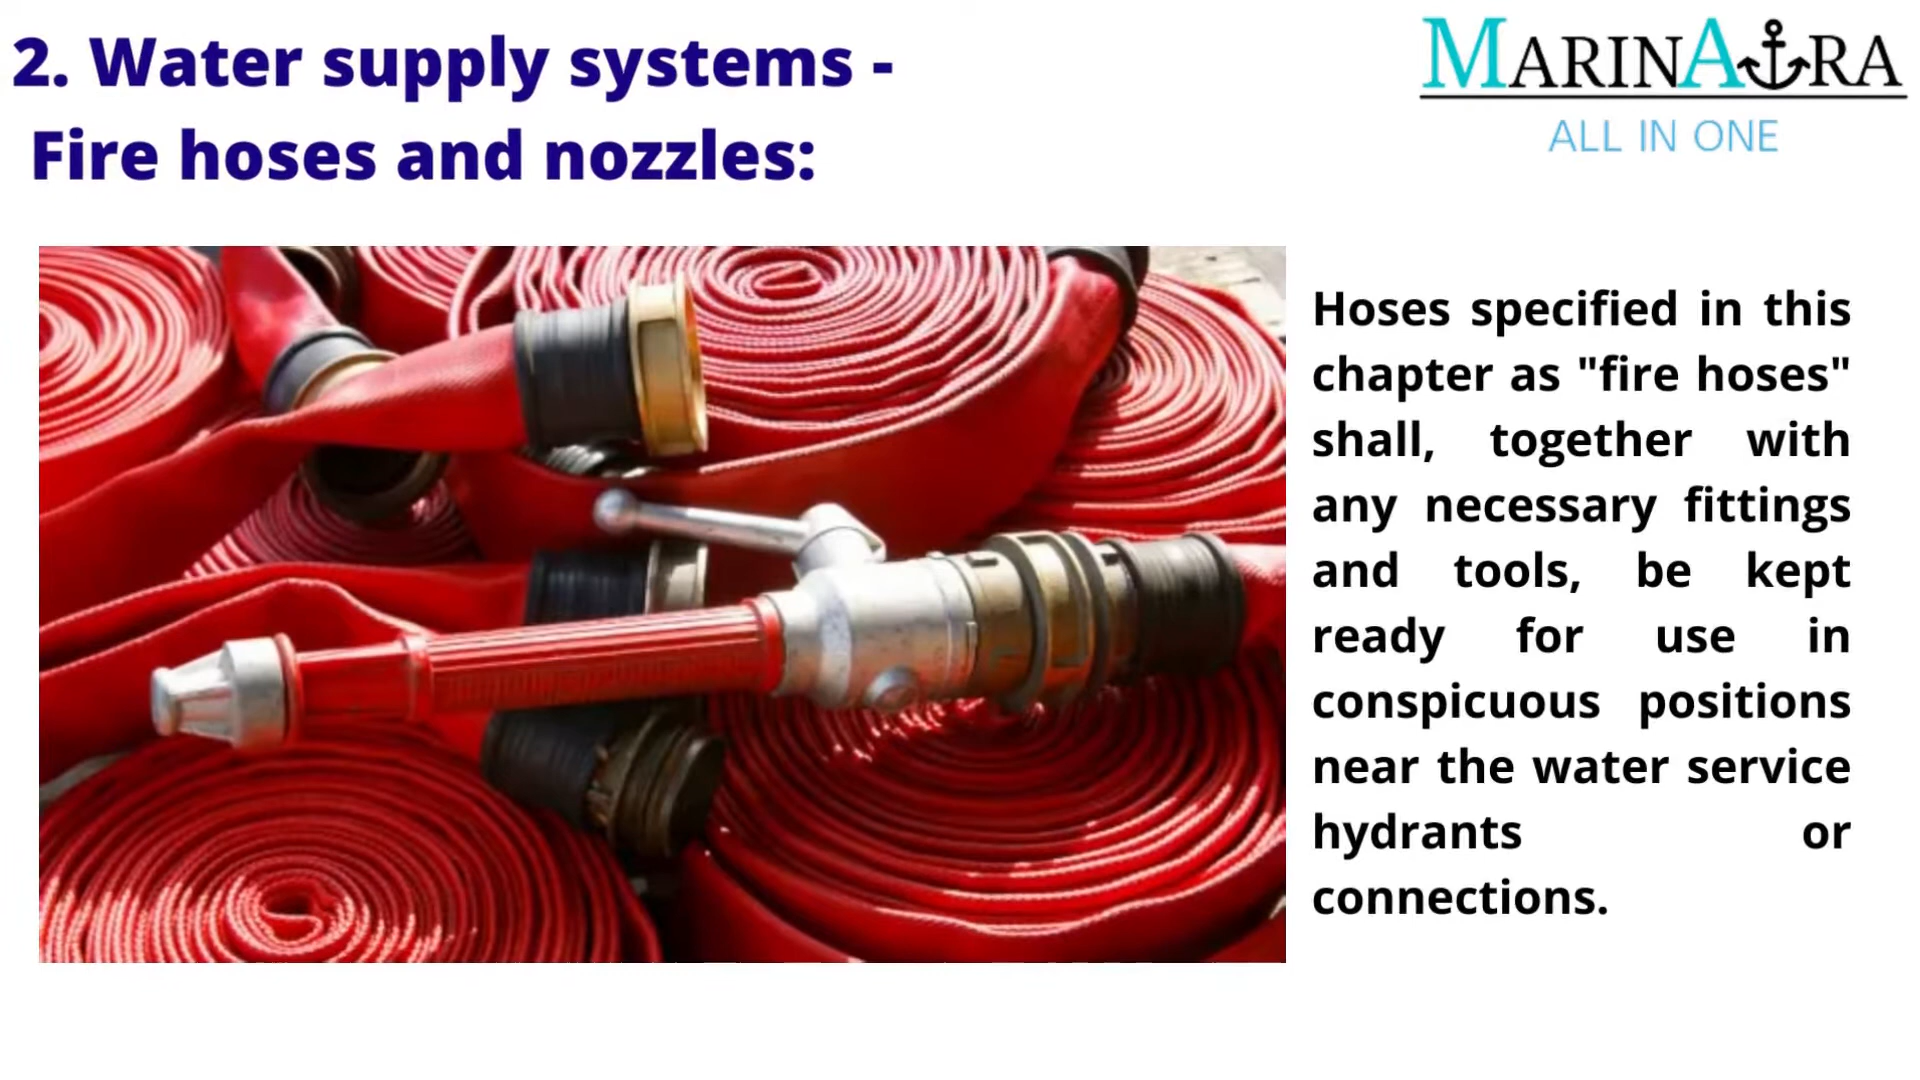 2. Water supply systems -
Fire hoses and nozzles:
MARINAURA
ALL IN ONE
Hoses specified in this
chapter as "fire hoses"
shall, together with
any necessary fittings
and tools, be kept
ready for use in
conspicuous positions
near the water service
hydrants or
connections.